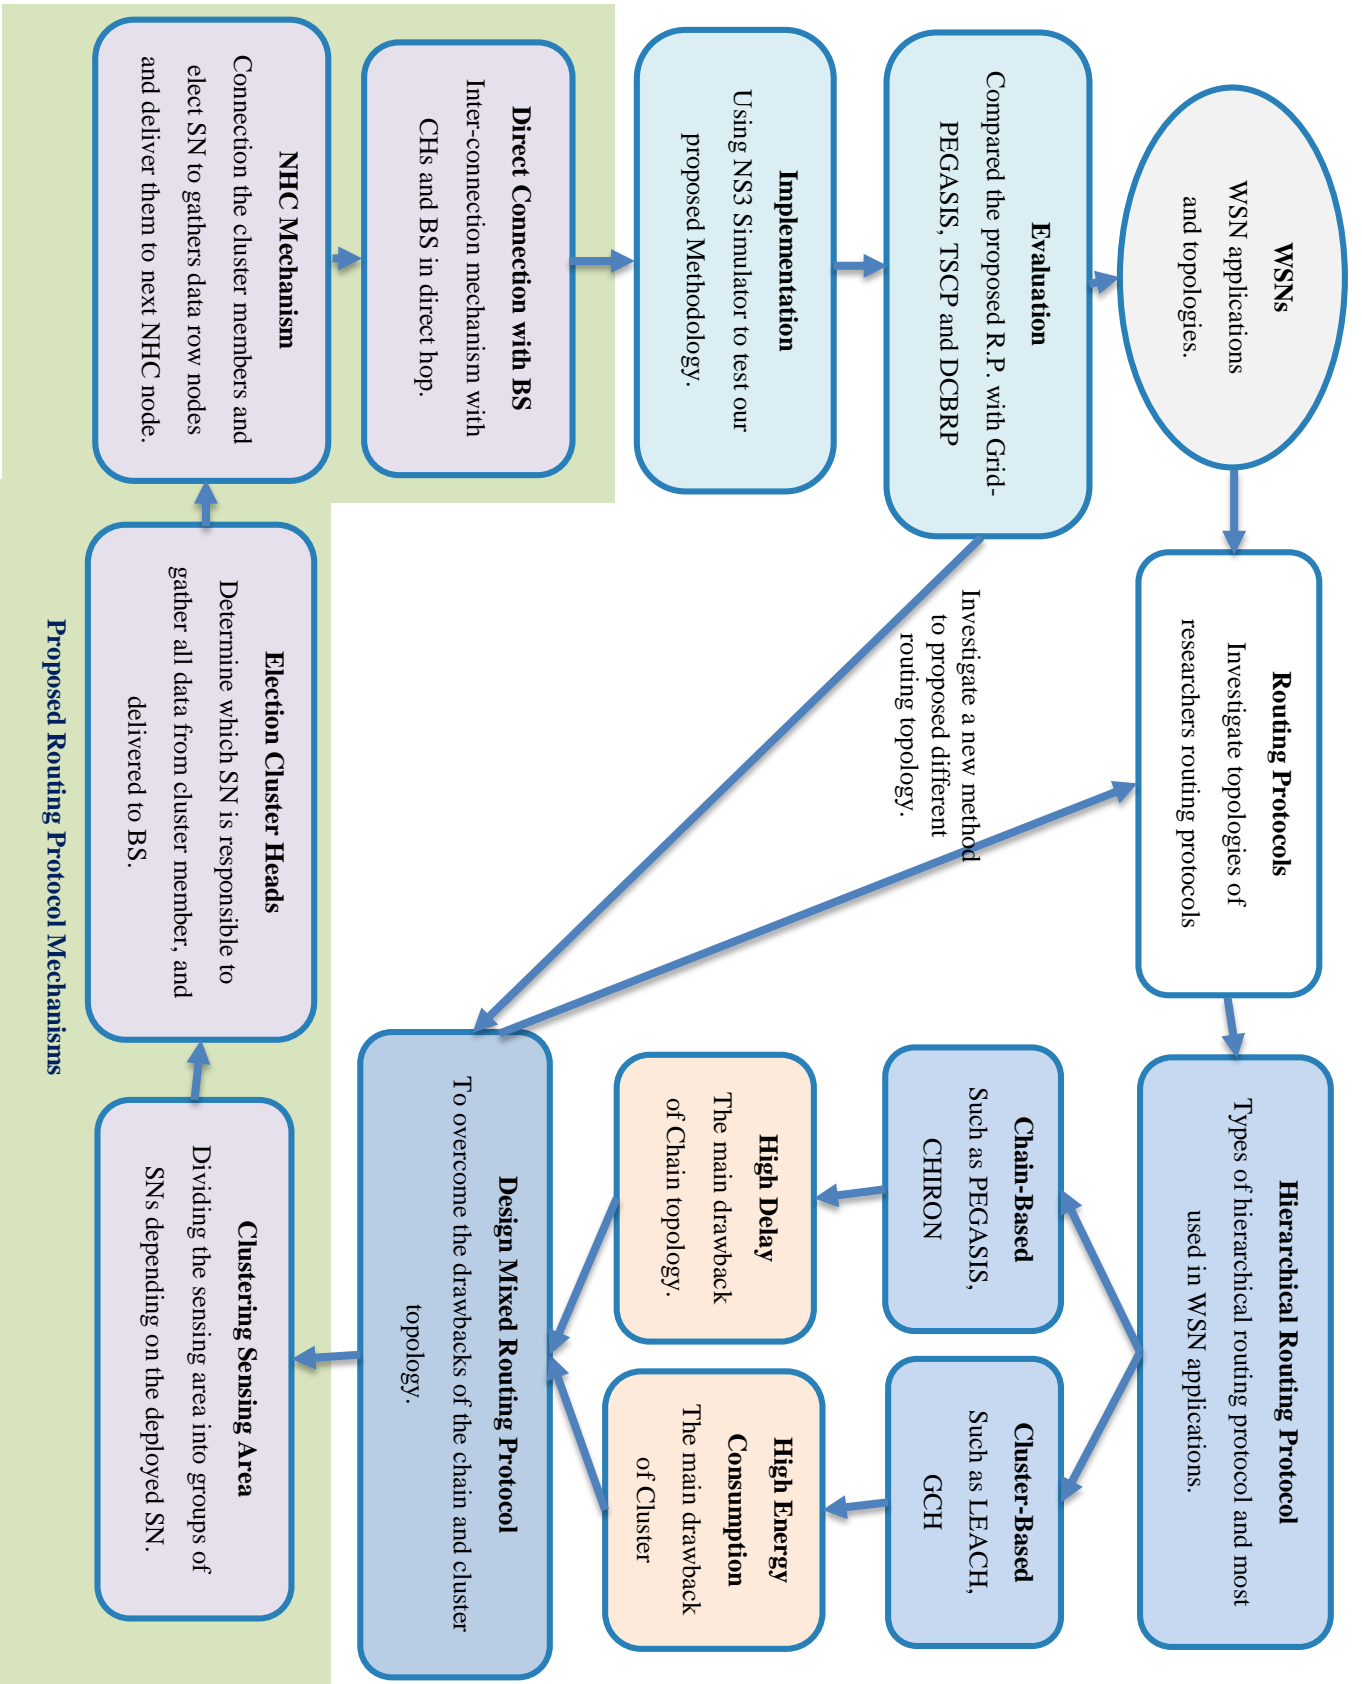 WSNs
WSN applications
and topologies.
Routing Protocols
Investigate topologies of
researchers routing protocols
Hierarchical Routing Protocol
Types of hierarchical routing protocol and most
used in WSN applications.
Chain-Based
Such as PEGASIS,
CHIRON
Cluster-Based
Such as LEACH,
GCH
High Delay
The main drawback
of Chain topology.
High Energy
Consumption
The main drawback
of Cluster
Design Mixed Routing Protocol
To overcome the drawbacks of the chain and cluster
topology.
Clustering Sensing Area
Dividing the sensing area into groups of
SNs depending on the deployed SN.
Election Cluster Heads
Determine which SN is responsible to
gather all data from cluster member, and
delivered to BS.
NHC Mechanism
Connection the cluster members and
elect SN to gathers data row nodes
and deliver them to next NHC node.
Direct Connection with BS
Inter-connection mechanism with
CHs and BS in direct hop.
Implementation
Using NS3 Simulator to test our
proposed Methodology.
Evaluation
Compared the proposed R.P. with Grid-
PEGASIS, TSCP and DCBRP
Investigate a new method
to proposed different
routing topology.
Proposed Routing Protocol Mechanisms